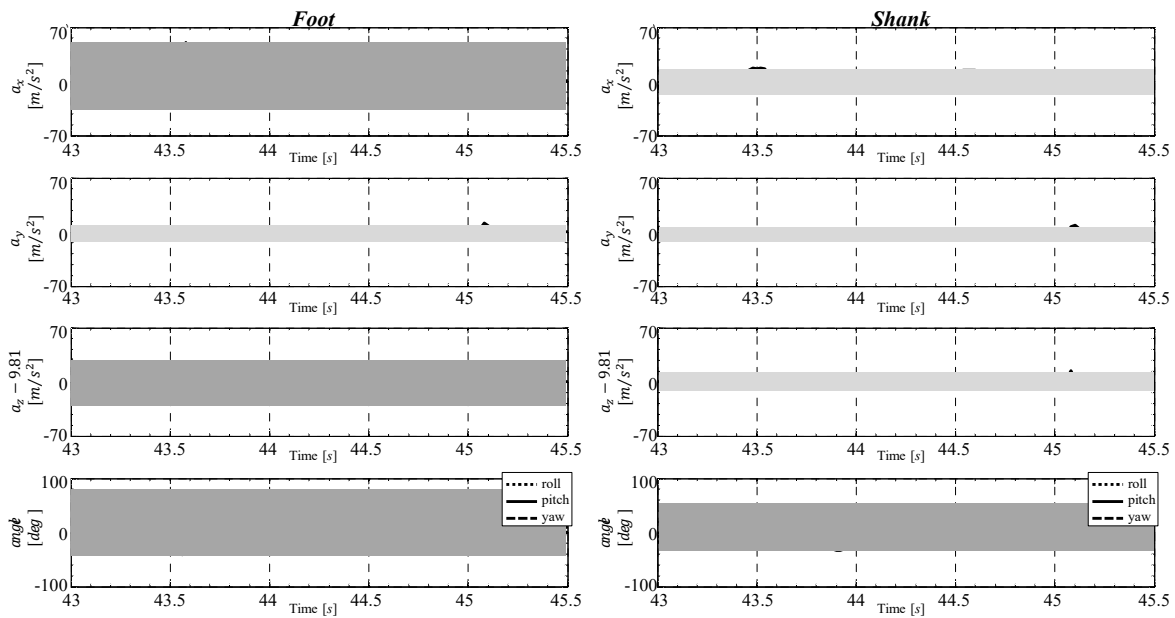 Foot
70
0
-70
a_x
[m/s²]
43 43.5 44 44.5 45 45.5
Time [s]
70
0
-70
a_y
[m/s²]
43 43.5 44 44.5 45 45.5
Time [s]
70
0
-70
a_z − 9.81
[m/s²]
43 43.5 44 44.5 45 45.5
Time [s]
100
0
-100
angle
[deg]
roll
pitch
yaw
43 43.5 44 44.5 45 45.5
Time [s]
Shank
70
0
-70
a_x
[m/s²]
43 43.5 44 44.5 45 45.5
Time [s]
70
0
-70
a_y
[m/s²]
43 43.5 44 44.5 45 45.5
Time [s]
70
0
-70
a_z − 9.81
[m/s²]
43 43.5 44 44.5 45 45.5
Time [s]
100
0
-100
angle
[deg]
roll
pitch
yaw
43 43.5 44 44.5 45 45.5
Time [s]